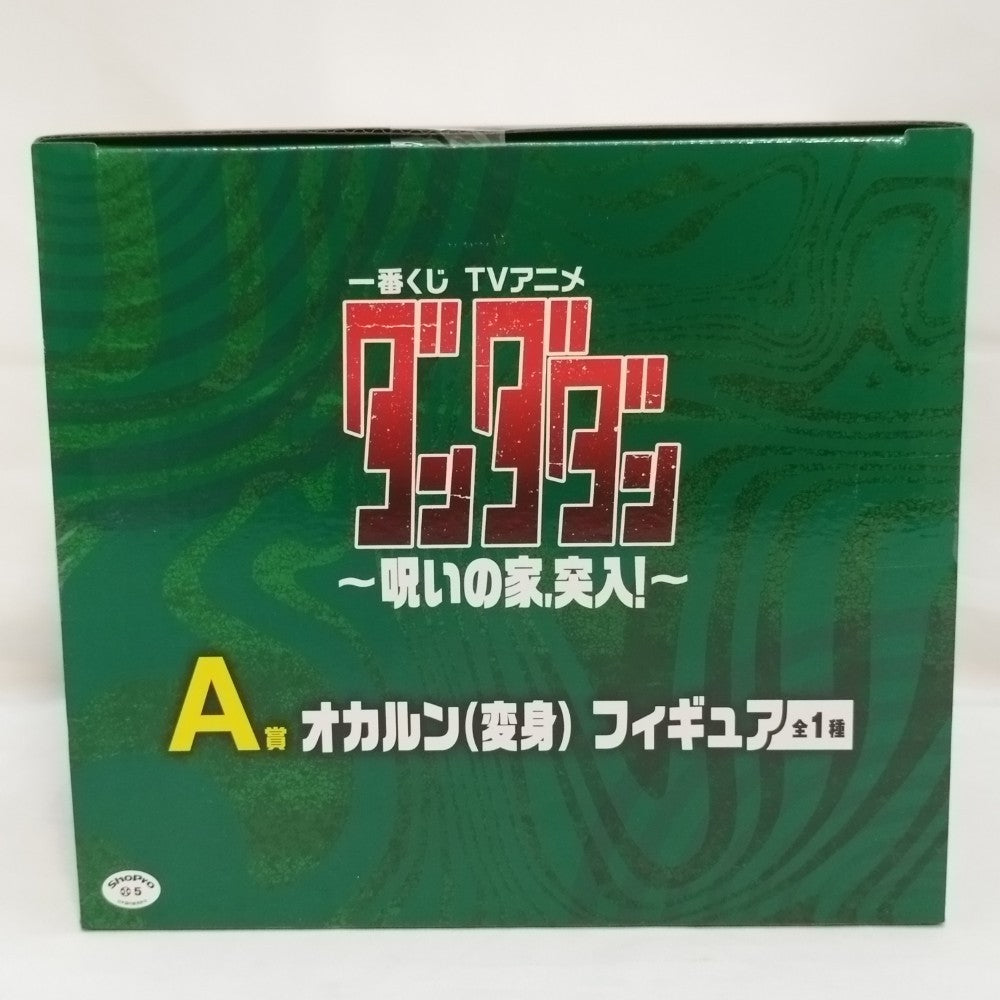 一番くじ TVアニメ
ダンダダン
～呪いの家,突入!～
A賞 オカルン(変身) フィギュア 全1種
ShoPro
5